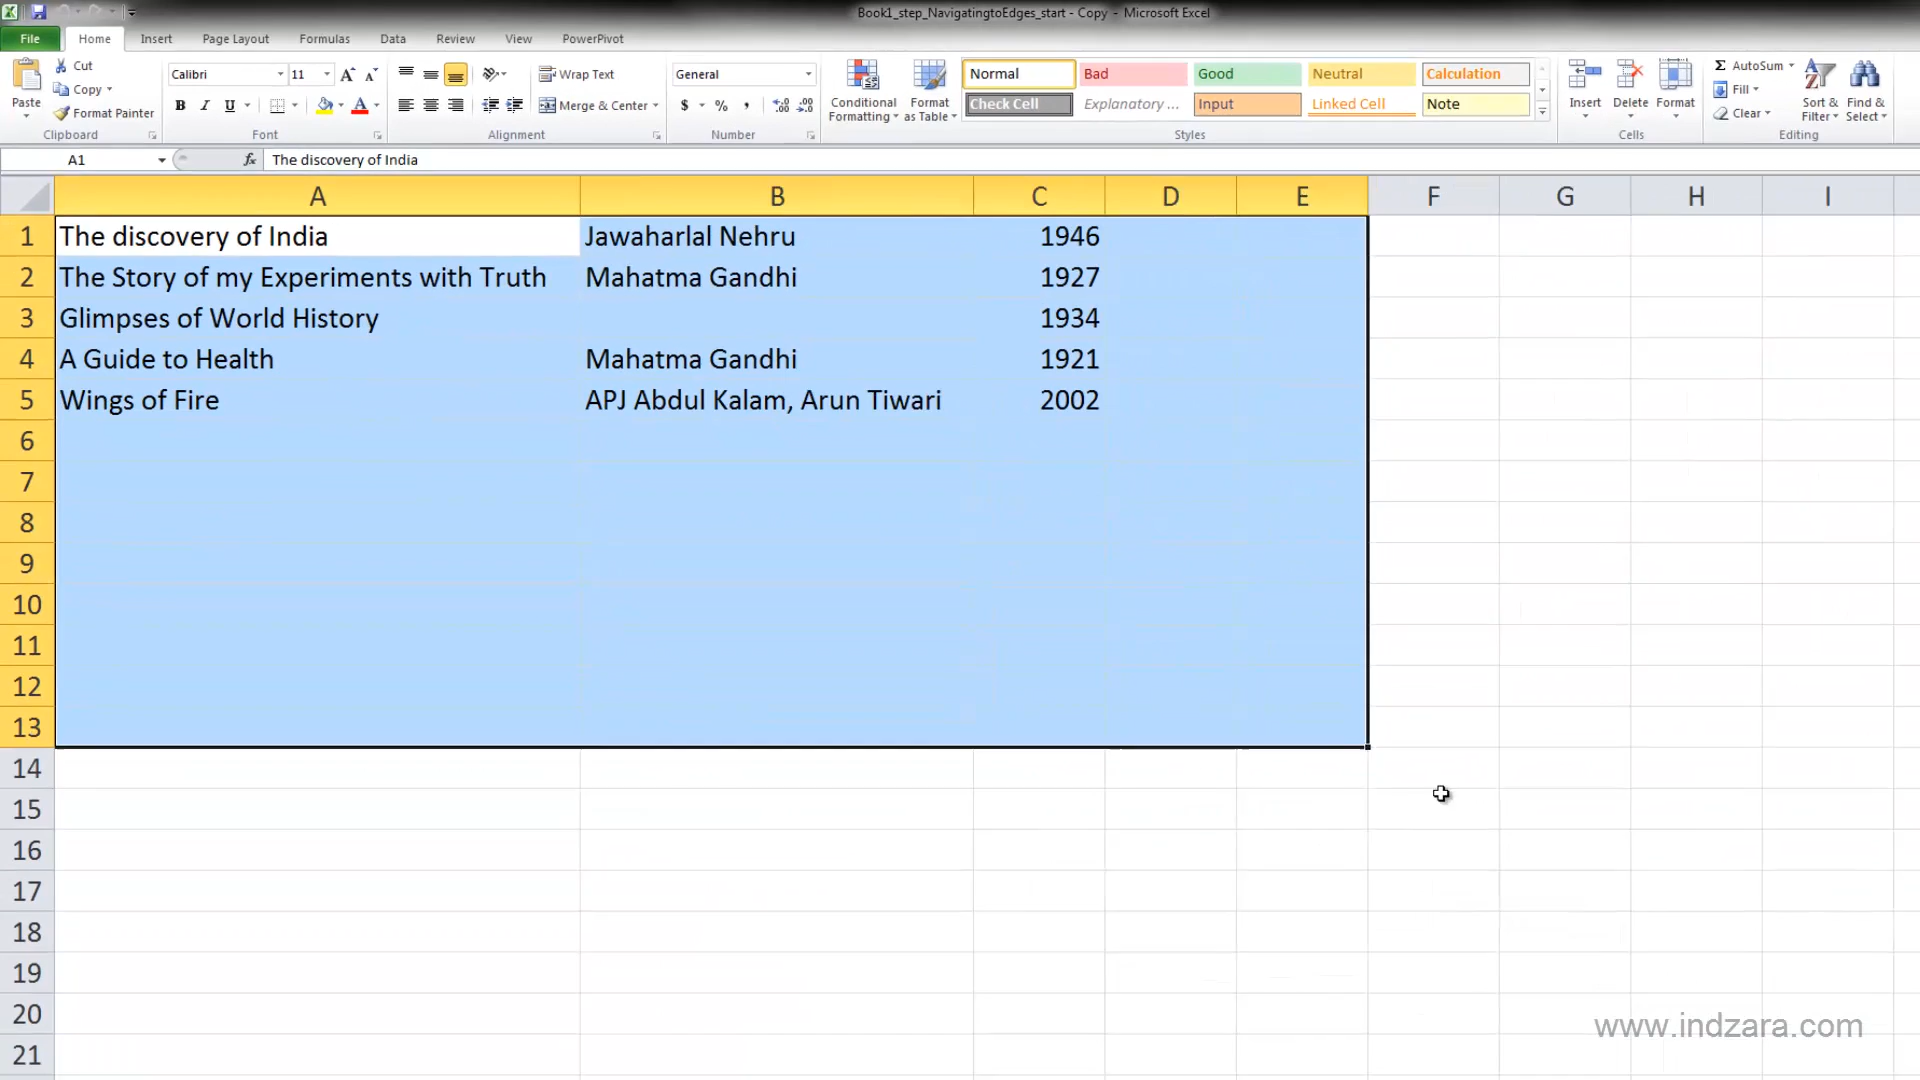 Book1_step_NavigatingtoEdges_start - Copy - Microsoft Excel
File Home Insert Page Layout Formulas Data Review View PowerPivot
Paste
Cut
Copy
Format Painter
Clipboard
Calibri 11
B I U
Font
Wrap Text
Merge & Center
Alignment
General
$ % ,
Number
Conditional Formatting
Format as Table
Normal Bad Good Neutral Calculation
Check Cell Explanatory ... Input Linked Cell Note
Styles
Insert Delete Format
Cells
Σ AutoSum
Fill
Clear
Sort & Filter
Find & Select
Editing
A1 fx The discovery of India
A B C D E F G H I
1 The discovery of India Jawaharlal Nehru 1946
2 The Story of my Experiments with Truth Mahatma Gandhi 1927
3 Glimpses of World History 1934
4 A Guide to Health Mahatma Gandhi 1921
5 Wings of Fire APJ Abdul Kalam, Arun Tiwari 2002
6
7
8
9
10
11
12
13
14
15
16
17
18
19
20
21
www.indzara.com